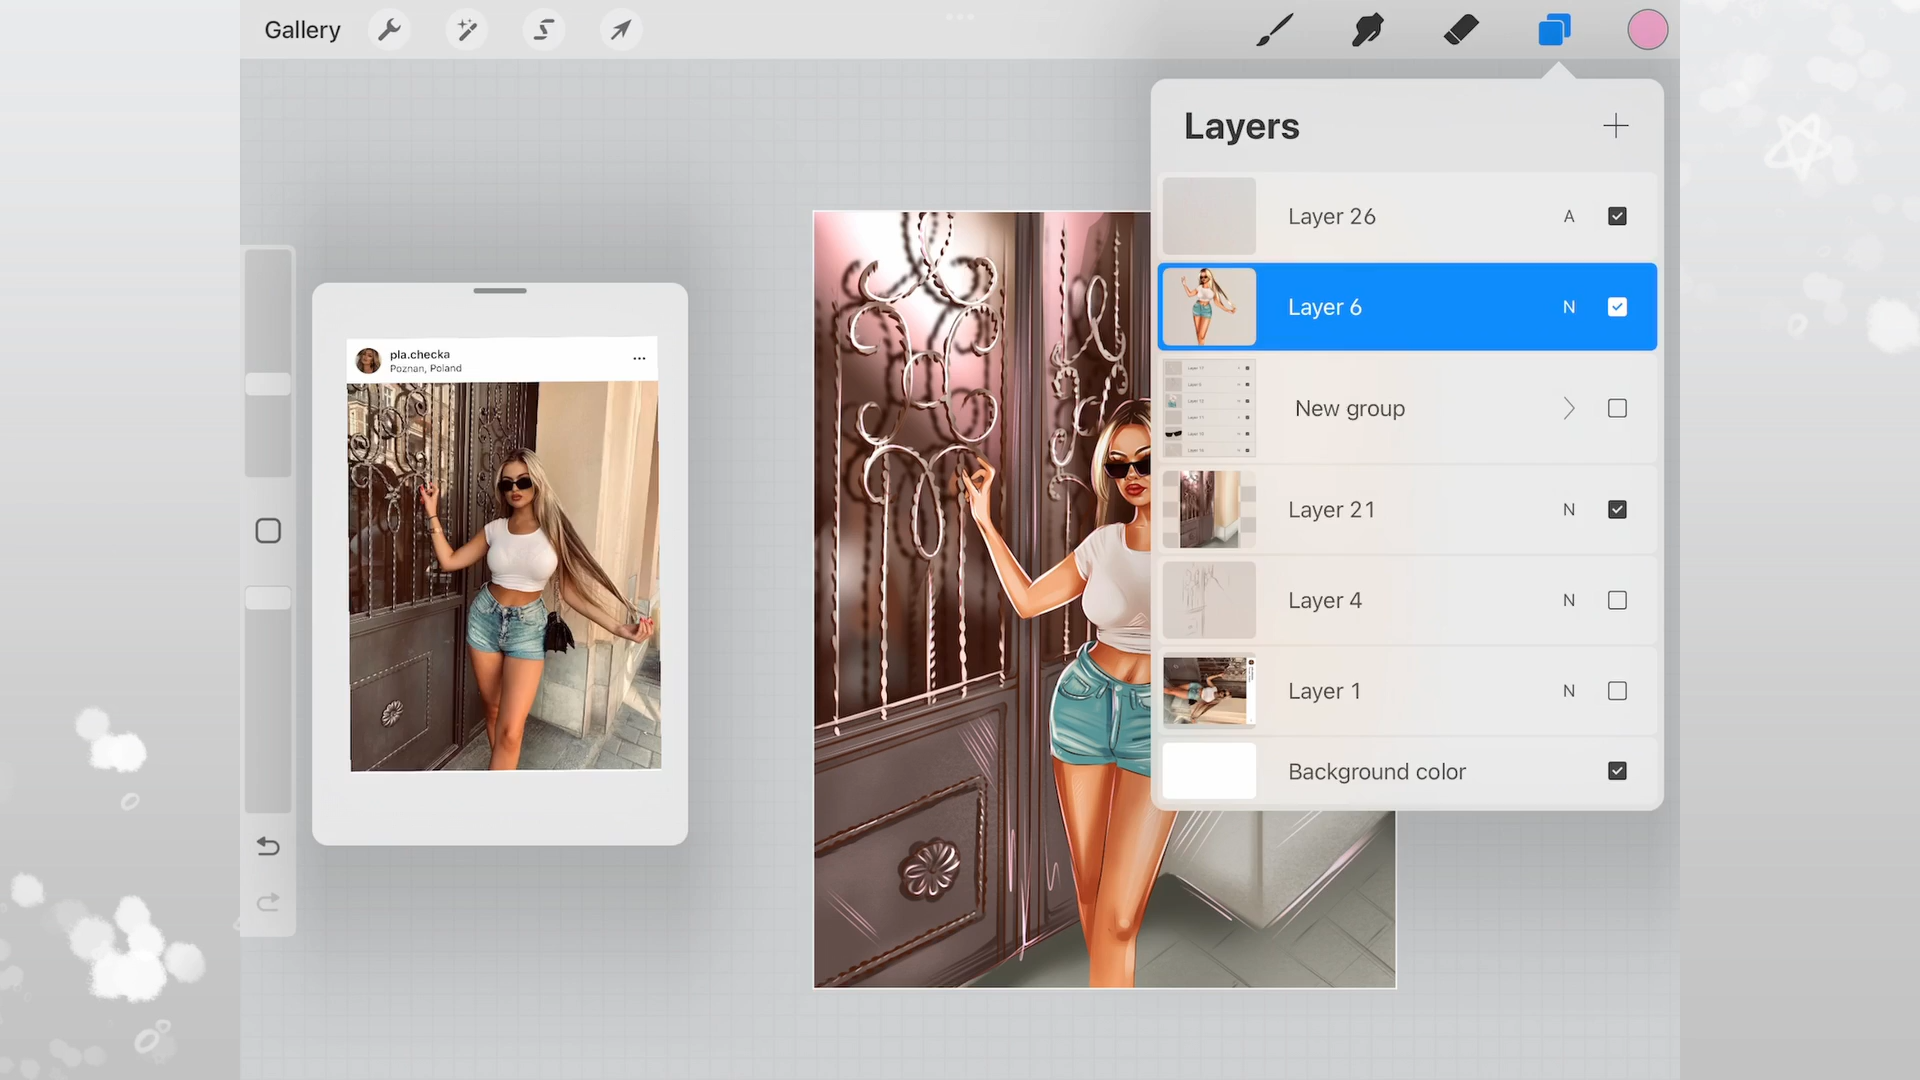 Gallery
Layers
Layer 26 A
Layer 6 N
New group
Layer 21 N
Layer 4 N
Layer 1 N
Background color
pla.checka
Poznan, Poland